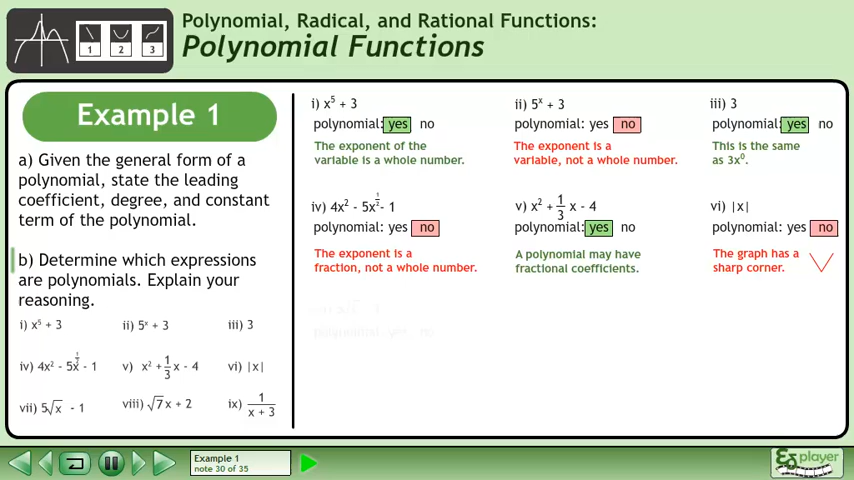 Polynomial, Radical, and Rational Functions:
Polynomial Functions
1 2 3
Example 1
a) Given the general form of a
polynomial, state the leading
coefficient, degree, and constant
term of the polynomial.
b) Determine which expressions
are polynomials. Explain your
reasoning.
i) x⁵ + 3 ii) 5ˣ + 3 iii) 3
iv) 4x² - 5x^(1/2) - 1 v) x² + 1/3 x - 4 vi) |x|
vii) 5√x - 1 viii) √7 x + 2 ix) 1/(x + 3)
i) x⁵ + 3
polynomial: yes no
The exponent of the
variable is a whole number.
ii) 5ˣ + 3
polynomial: yes no
The exponent is a
variable, not a whole number.
iii) 3
polynomial: yes no
This is the same
as 3x⁰.
iv) 4x² - 5x^(1/2) - 1
polynomial: yes no
The exponent is a
fraction, not a whole number.
v) x² + 1/3 x - 4
polynomial: yes no
A polynomial may have
fractional coefficients.
vi) |x|
polynomial: yes no
The graph has a
sharp corner.
polynomial: yes no
Example 1
note 30 of 35
player